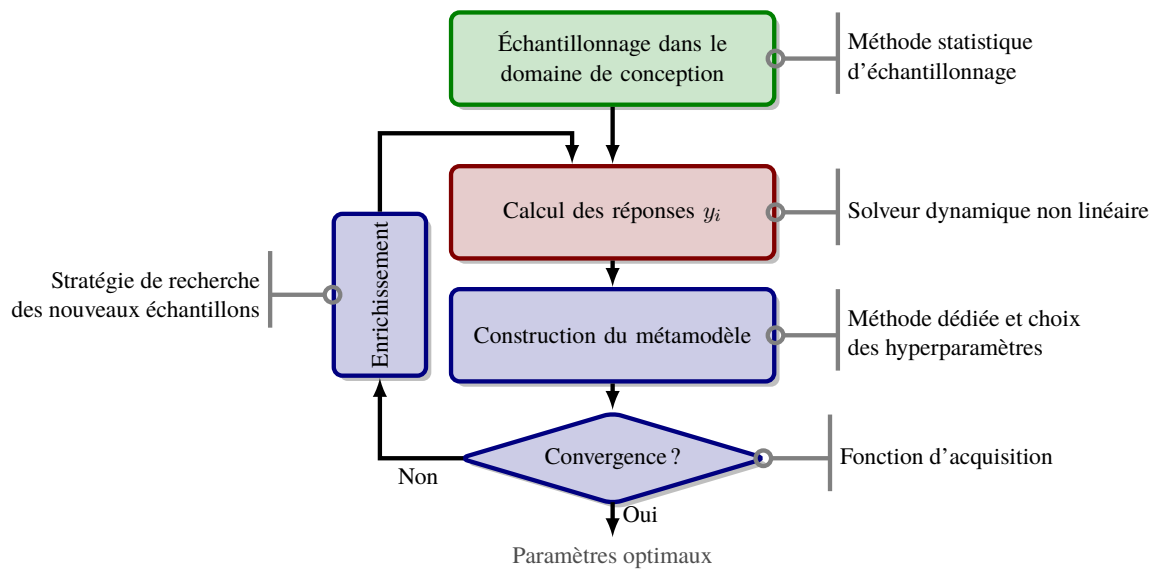 Échantillonnage dans le
domaine de conception
Méthode statistique
d'échantillonnage
Calcul des réponses y_i
Solveur dynamique non linéaire
Enrichissement
Stratégie de recherche
des nouveaux échantillons
Construction du métamodèle
Méthode dédiée et choix
des hyperparamètres
Convergence ?
Fonction d'acquisition
Non
Oui
Paramètres optimaux